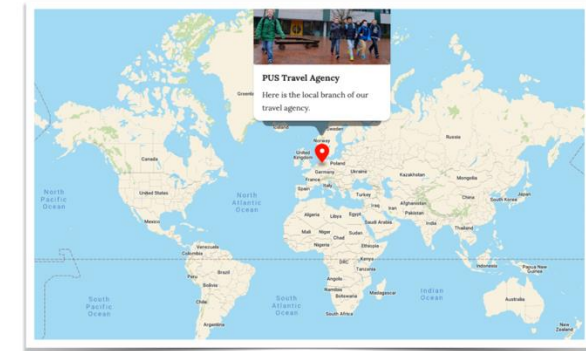 PUS Travel Agency
Here is the local branch of our
travel agency.
Iceland
Sweden
Norway
Russia
United
Kingdom
Poland
Canada
Germany
Ukraine
Kazakhstan
Mongolia
France
North
Pacific
Ocean
United States
North
Atlantic
Ocean
Spain
Italy
Turkey
China
South Korea
Japan
Iraq
Iran
Afghanistan
Pakistan
Algeria
Libya
Egypt
Saudi Arabia
India
Mexico
Mali
Niger
Chad
Sudan
Thailand
Nigeria
Ethiopia
Venezuela
Colombia
DRC
Kenya
Tanzania
Indonesia
Papua New
Guinea
Peru
Brazil
Angola
Bolivia
Namibia
Botswana
Madagascar
Indian
Ocean
South
Pacific
Ocean
Chile
South
Atlantic
Ocean
Australia
South Africa
Argentina
New
Zealand